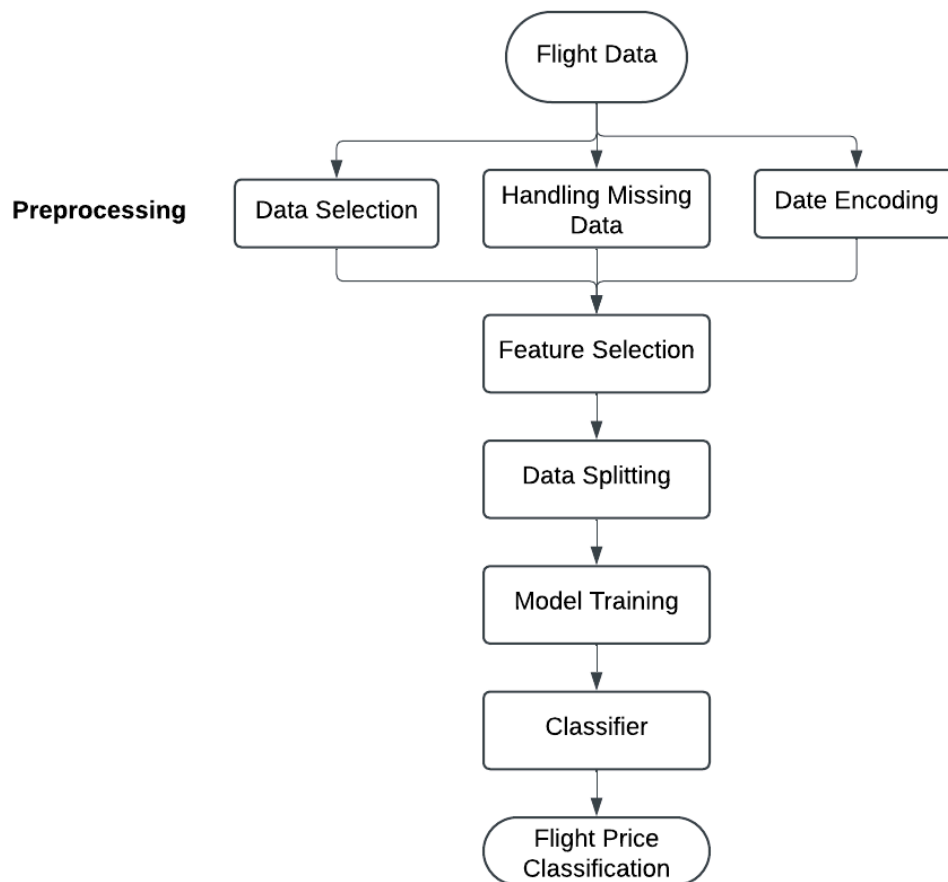 Flight Data
Preprocessing
Data Selection
Handling Missing
Data
Date Encoding
Feature Selection
Data Splitting
Model Training
Classifier
Flight Price
Classification